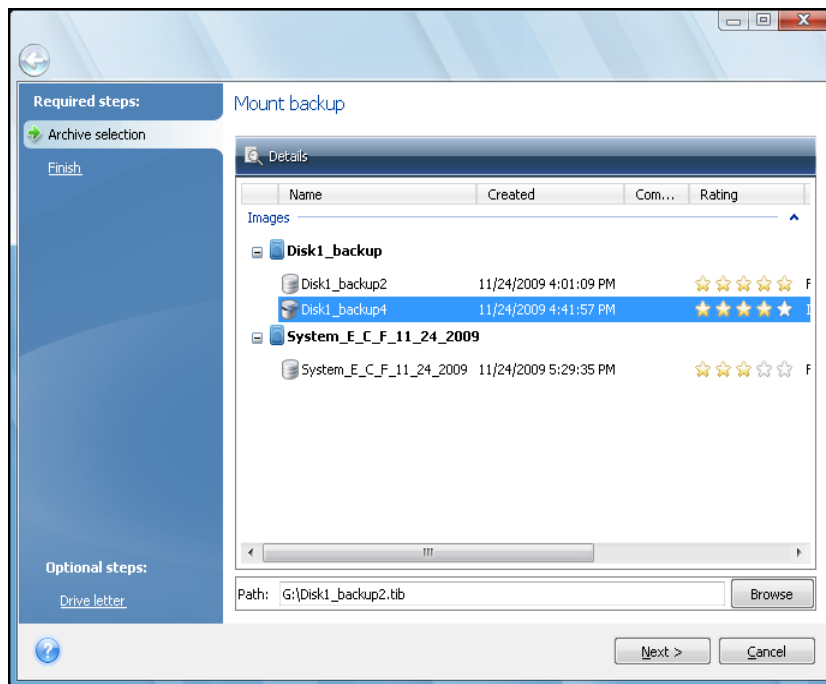 Required steps:
Archive selection
Finish
Optional steps:
Drive letter
Mount backup
Details
Name Created Com... Rating
Images
Disk1_backup
Disk1_backup2 11/24/2009 4:01:09 PM F
Disk1_backup4 11/24/2009 4:41:57 PM I
System_E_C_F_11_24_2009
System_E_C_F_11_24_2009 11/24/2009 5:29:35 PM F
Path: G:\Disk1_backup2.tib Browse
Next > Cancel